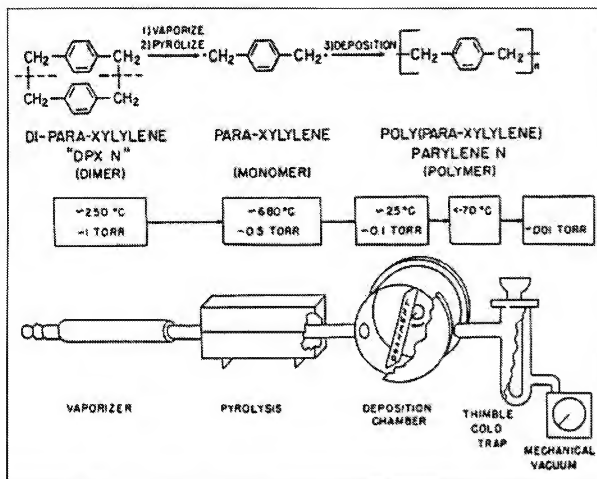 1) VAPORIZE
2) PYROLIZE
3) DEPOSITION
CH₂ CH₂
CH₂ CH₂
·CH₂ CH₂·
CH₂ CH₂
n
DI-PARA-XYLYLENE PARA-XYLYLENE POLY(PARA-XYLYLENE)
"DPX N" PARYLENE N
(DIMER) (MONOMER) (POLYMER)
~250 °C ~680°C ~25°C <-70 °C
~1 TORR ~0.5 TORR ~0.1 TORR ~.001 TORR
VAPORIZER PYROLYSIS DEPOSITION
CHAMBER
THIMBLE
COLD
TRAP
MECHANICAL
VACUUM